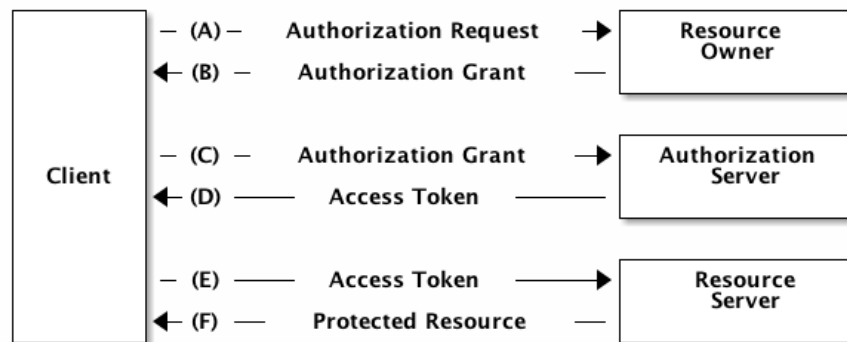 (A) Authorization Request
Resource Owner
(B) Authorization Grant
Client
(C) Authorization Grant
Authorization Server
(D) Access Token
(E) Access Token
Resource Server
(F) Protected Resource